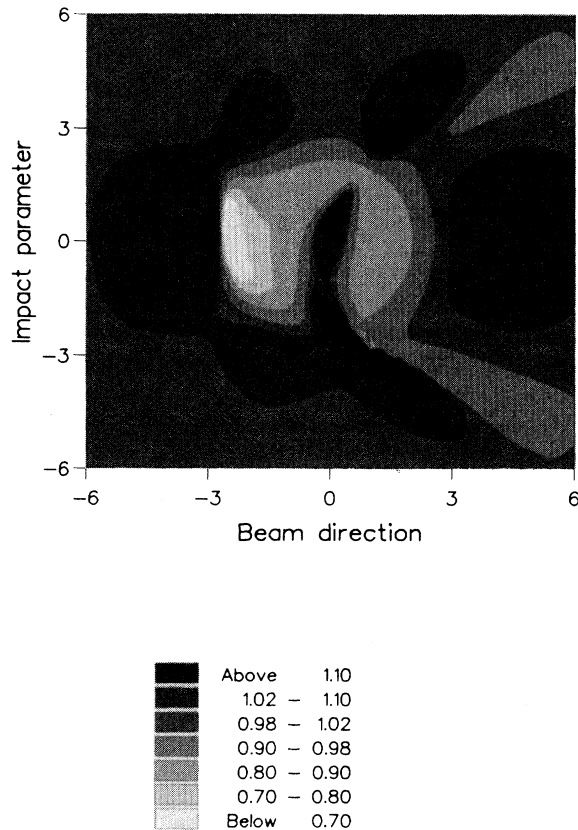 6
3
0
-3
-6
Impact parameter
-6 -3 0 3 6
Beam direction
Above 1.10
1.02 - 1.10
0.98 - 1.02
0.90 - 0.98
0.80 - 0.90
0.70 - 0.80
Below 0.70